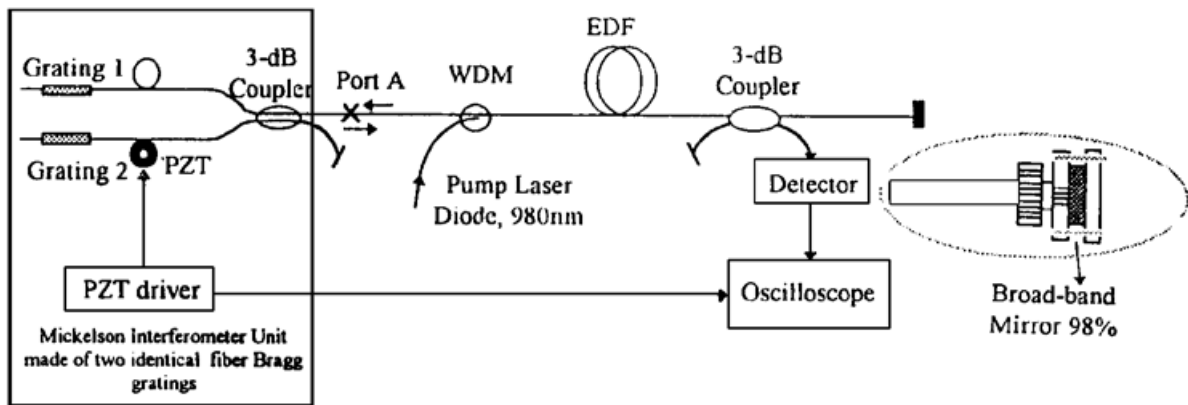 Grating 1
3-dB
Coupler
Port A
WDM
EDF
3-dB
Coupler
Grating 2
PZT
Pump Laser
Diode, 980nm
Detector
PZT driver
Oscilloscope
Broad-band
Mirror 98%
Mickelson Interferometer Unit
made of two identical fiber Bragg
gratings